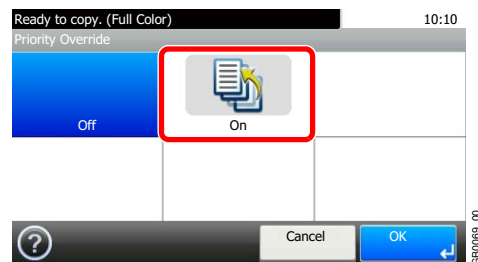 Ready to copy. (Full Color) 10:10
Priority Override
Off On
? Cancel OK
GB0069_00